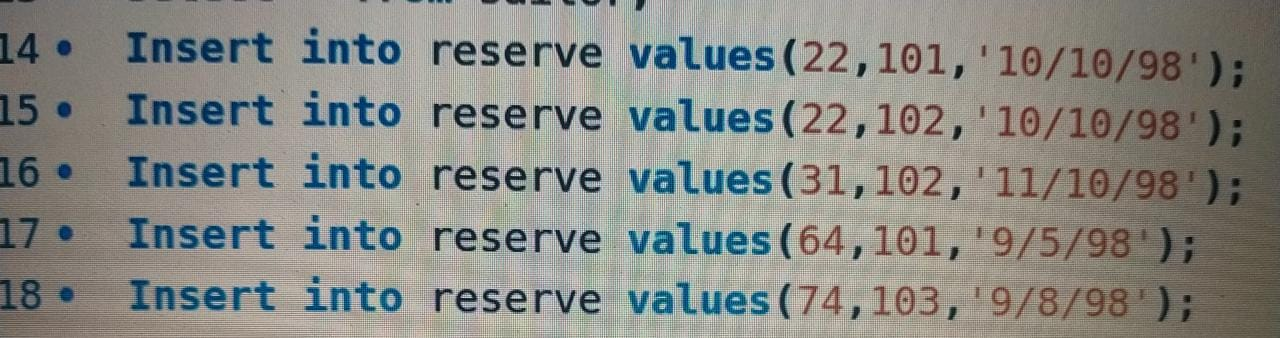 14 • Insert into reserve values(22,101,'10/10/98');
15 • Insert into reserve values(22,102,'10/10/98');
16 • Insert into reserve values(31,102,'11/10/98');
17 • Insert into reserve values(64,101,'9/5/98');
18 • Insert into reserve values(74,103,'9/8/98');